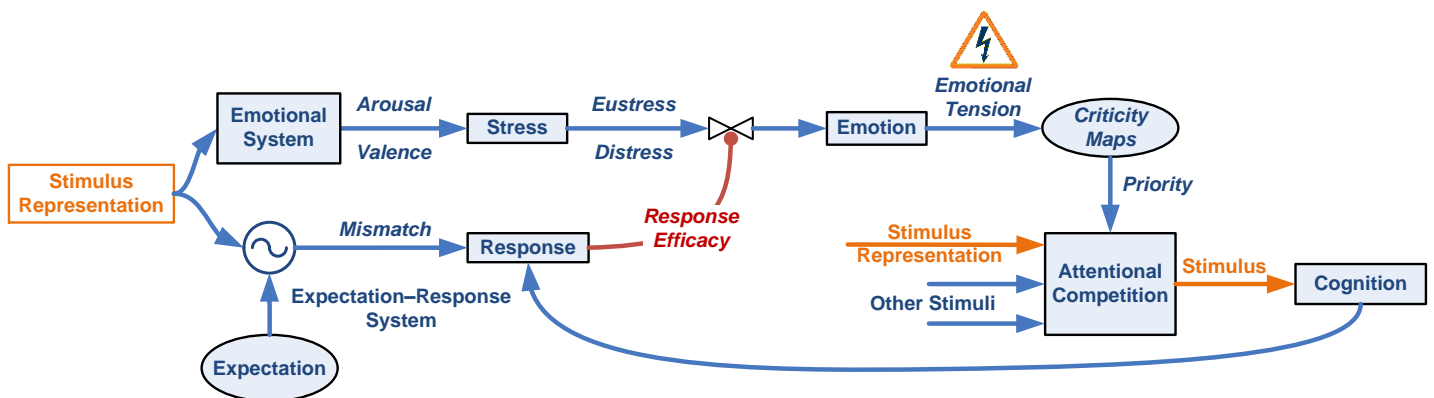 Emotional
System
Arousal
Valence
Stress
Eustress
Distress
Emotion
Emotional
Tension
Criticity
Maps
Stimulus
Representation
Mismatch
Response
Response
Efficacy
Priority
Expectation–Response
System
Expectation
Stimulus
Representation
Other Stimuli
Attentional
Competition
Stimulus
Cognition